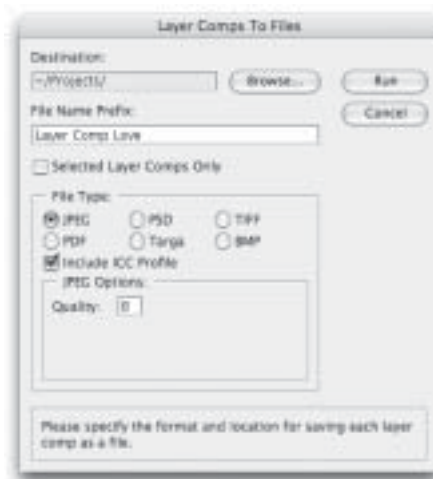 Layer Comps To Files
Destination:
~/Projects/
Browse...
Run
File Name Prefix:
Cancel
Layer Comp Love
Selected Layer Comps Only
File Type:
JPEG PSD TIFF
PDF Targa BMP
Include ICC Profile
JPEG Options:
Quality: 8
Please specify the format and location for saving each layer
comp as a file.